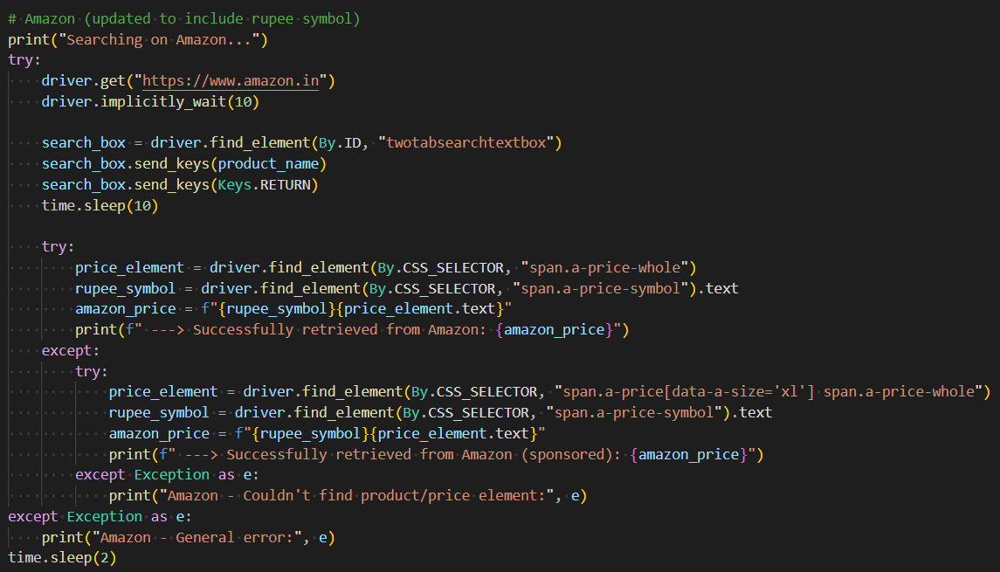 # Amazon (updated to include rupee symbol)
print("Searching on Amazon...")
try:
    driver.get("https://www.amazon.in")
    driver.implicitly_wait(10)

    search_box = driver.find_element(By.ID, "twotabsearchtextbox")
    search_box.send_keys(product_name)
    search_box.send_keys(Keys.RETURN)
    time.sleep(10)

    try:
        price_element = driver.find_element(By.CSS_SELECTOR, "span.a-price-whole")
        rupee_symbol = driver.find_element(By.CSS_SELECTOR, "span.a-price-symbol").text
        amazon_price = f"{rupee_symbol}{price_element.text}"
        print(f" ---> Successfully retrieved from Amazon: {amazon_price}")
    except:
        try:
            price_element = driver.find_element(By.CSS_SELECTOR, "span.a-price[data-a-size='xl'] span.a-price-whole")
            rupee_symbol = driver.find_element(By.CSS_SELECTOR, "span.a-price-symbol").text
            amazon_price = f"{rupee_symbol}{price_element.text}"
            print(f" ---> Successfully retrieved from Amazon (sponsored): {amazon_price}")
        except Exception as e:
            print("Amazon - Couldn't find product/price element:", e)
except Exception as e:
    print("Amazon - General error:", e)
time.sleep(2)